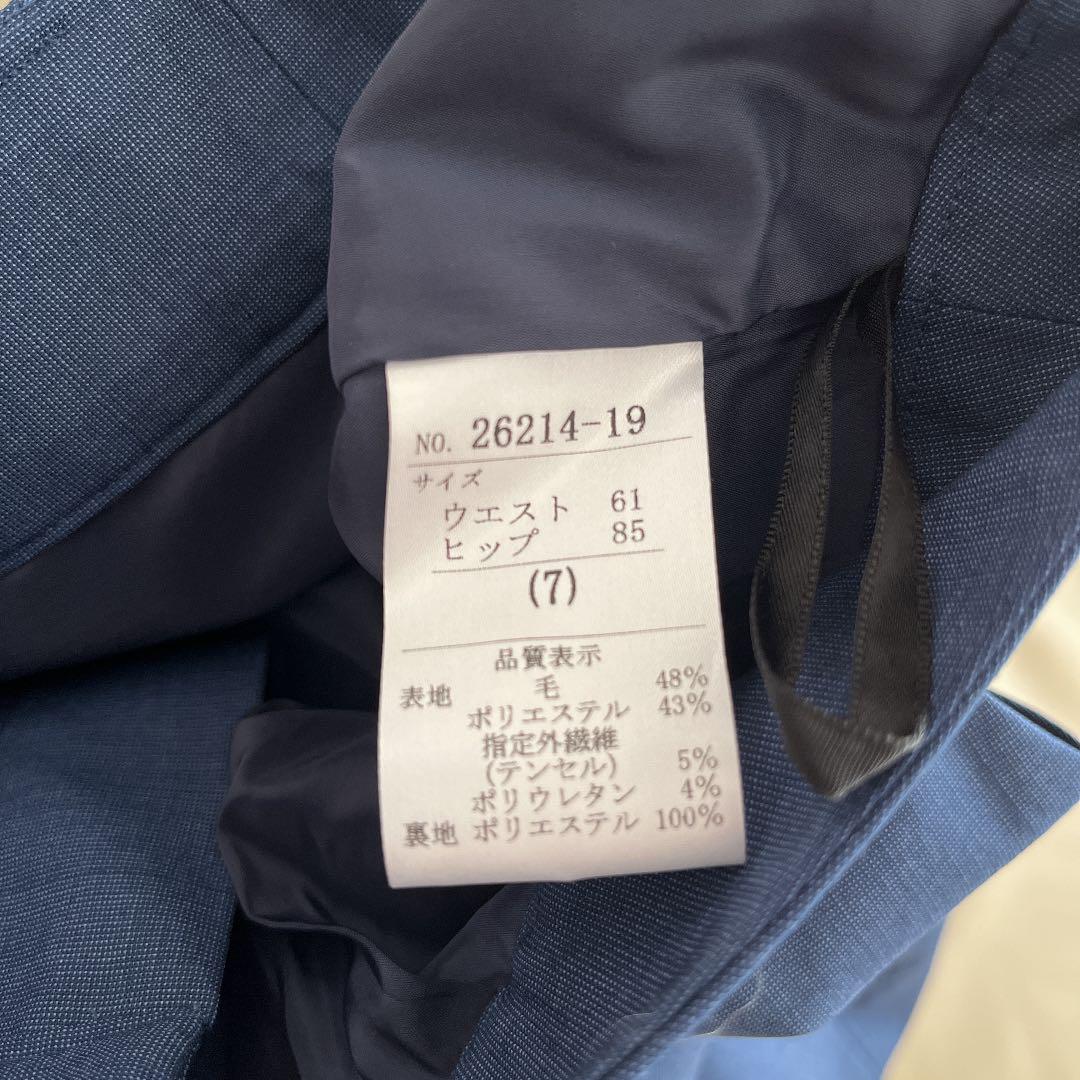 NO. 26214-19
サイズ
ウエスト 61
ヒップ 85
(7)
品質表示
表地 毛 48%
ポリエステル 43%
指定外繊維
(テンセル) 5%
ポリウレタン 4%
裏地 ポリエステル 100%